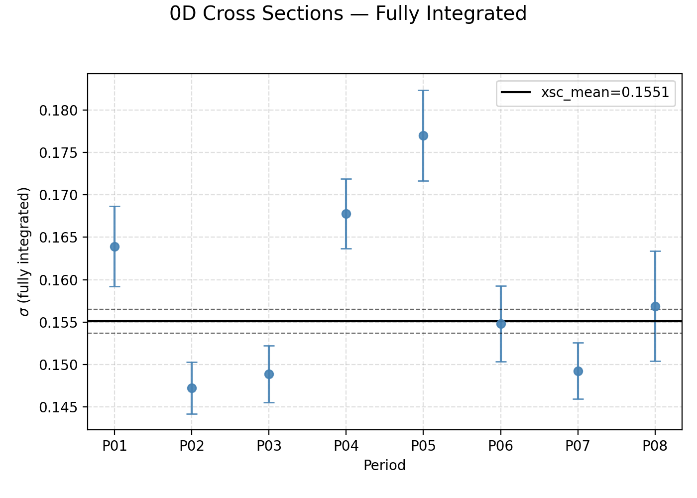 0D Cross Sections — Fully Integrated
xsc_mean=0.1551
σ (fully integrated)
0.180
0.175
0.170
0.165
0.160
0.155
0.150
0.145
P01 P02 P03 P04 P05 P06 P07 P08
Period